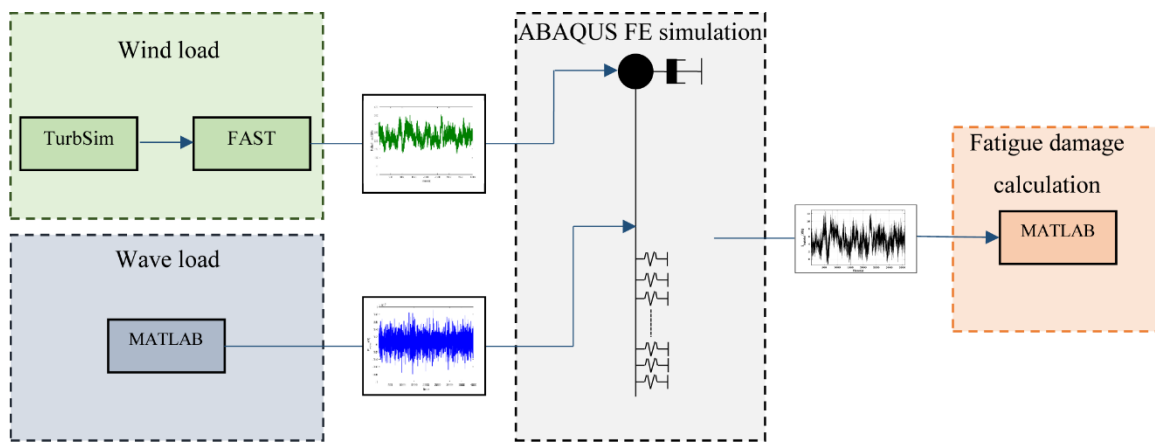 Wind load
TurbSim
FAST
Wave load
MATLAB
ABAQUS FE simulation
Fatigue damage
calculation
MATLAB